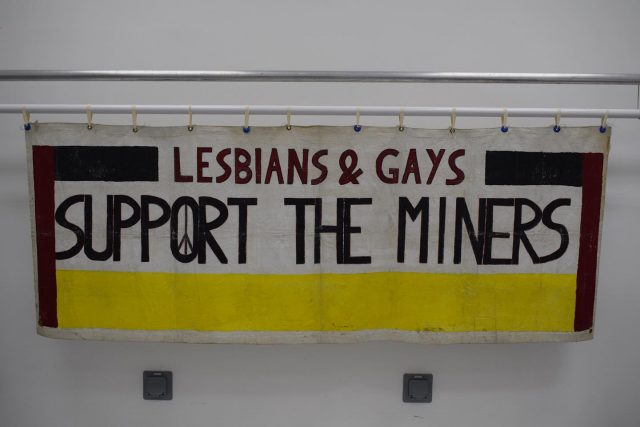 LESBIANS & GAYS
SUPPORT THE MINERS